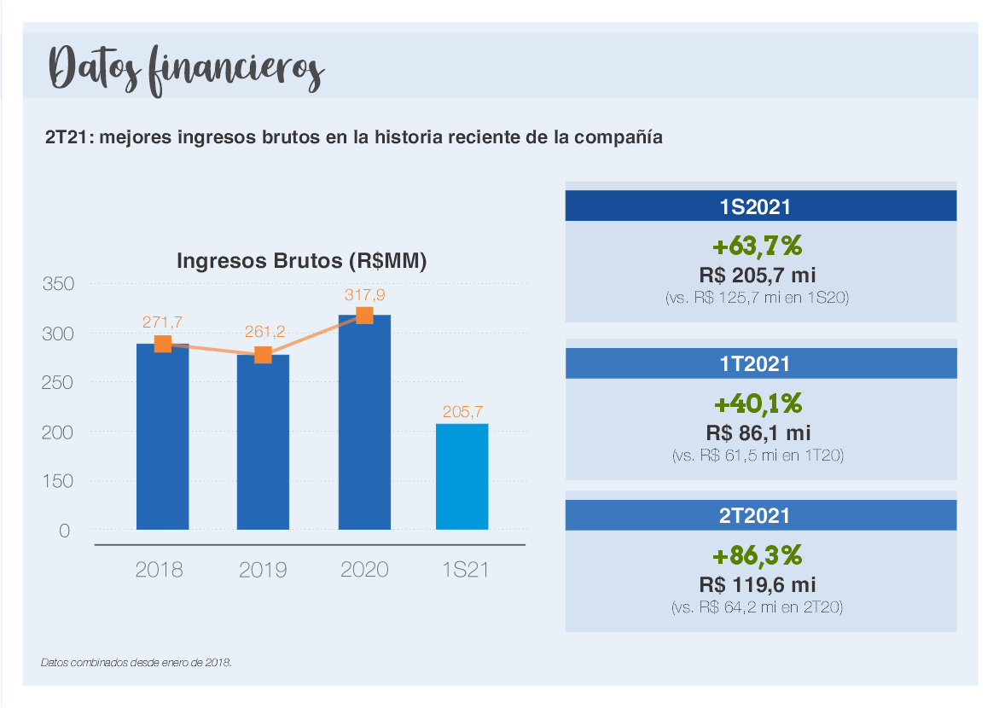 Datos financieros
2T21: mejores ingresos brutos en la historia reciente de la compañía
Ingresos Brutos (R$MM)
350
300
250
200
150
0
271,7
261,2
317,9
205,7
2018
2019
2020
1S21
1S2021
+63,7%
R$ 205,7 mi
(vs. R$ 125,7 mi en 1S20)
1T2021
+40,1%
R$ 86,1 mi
(vs. R$ 61,5 mi en 1T20)
2T2021
+86,3%
R$ 119,6 mi
(vs. R$ 64,2 mi en 2T20)
Datos combinados desde enero de 2018.